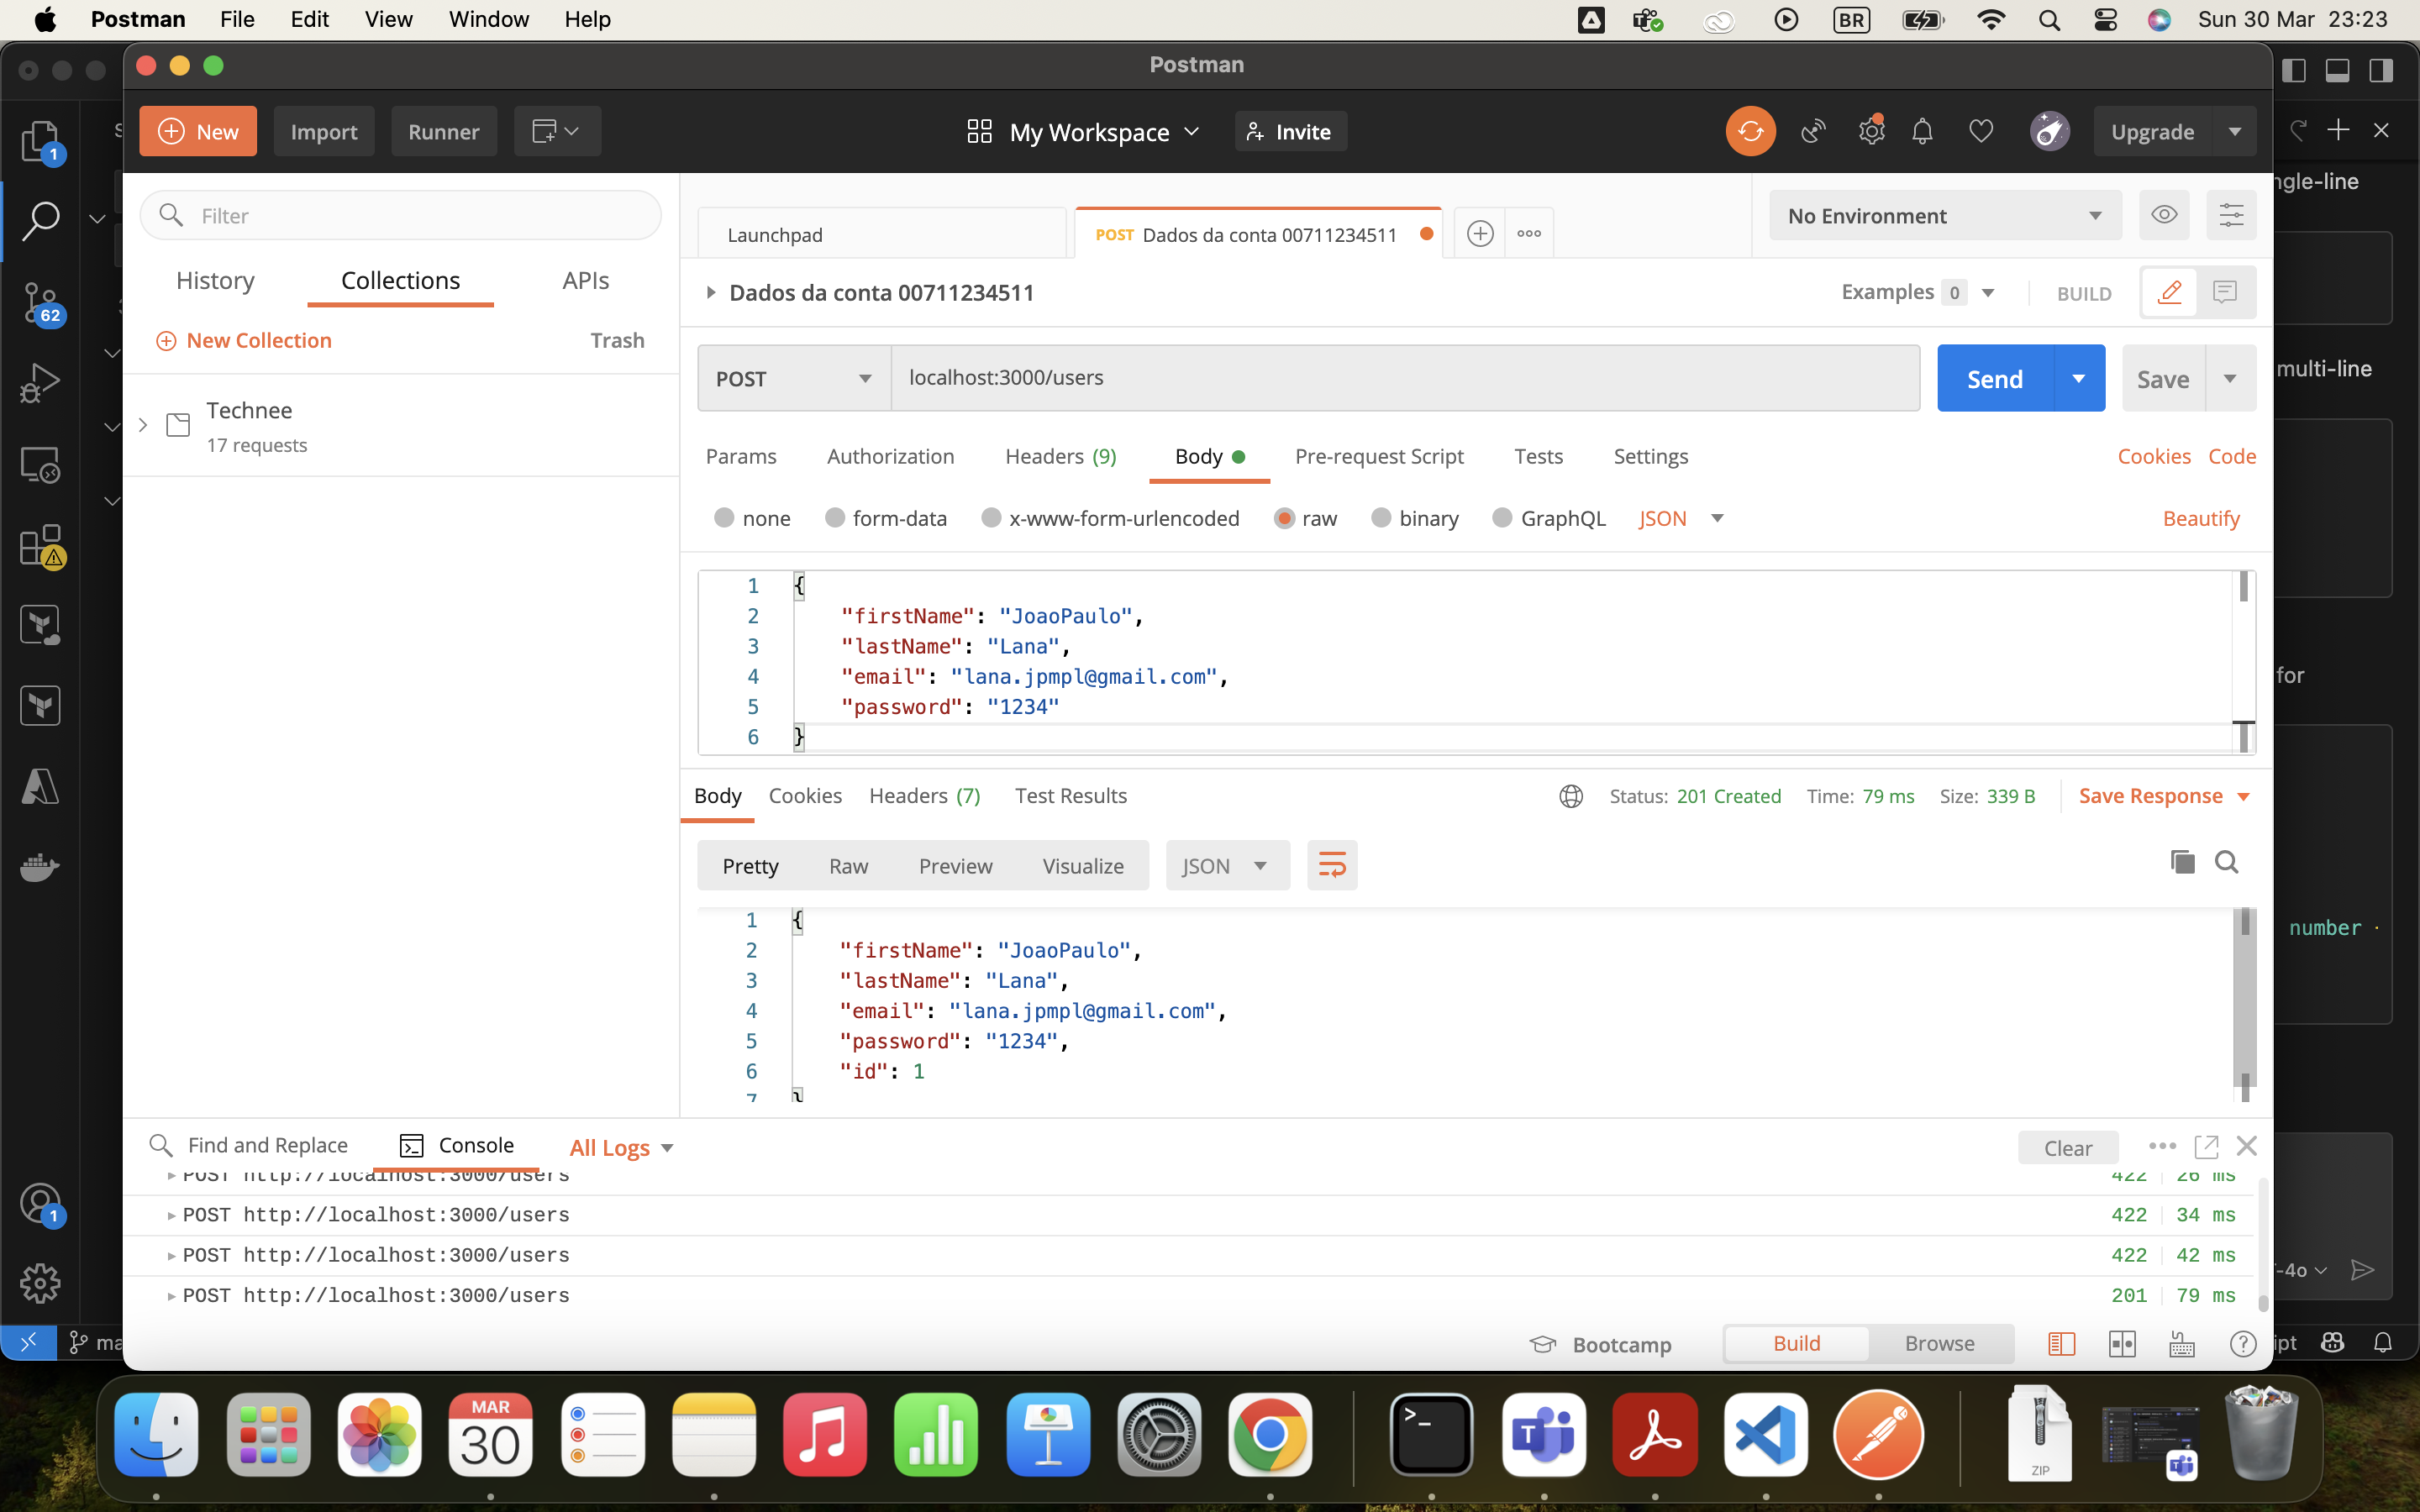 Postman File Edit View Window Help BR Sun 30 Mar 23:23
Postman
New Import Runner My Workspace Invite Upgrade
Filter
History Collections APIs
New Collection Trash
Technee
17 requests
Launchpad POST Dados da conta 00711234511 No Environment
Dados da conta 00711234511 Examples 0 BUILD
POST localhost:3000/users Send Save
Params Authorization Headers (9) Body Pre-request Script Tests Settings Cookies Code
none form-data x-www-form-urlencoded raw binary GraphQL JSON Beautify
1 {
2 "firstName": "JoaoPaulo",
3 "lastName": "Lana",
4 "email": "lana.jpmpl@gmail.com",
5 "password": "1234"
6 }
Body Cookies Headers (7) Test Results Status: 201 Created Time: 79 ms Size: 339 B Save Response
Pretty Raw Preview Visualize JSON
1 {
2 "firstName": "JoaoPaulo",
3 "lastName": "Lana",
4 "email": "lana.jpmpl@gmail.com",
5 "password": "1234",
6 "id": 1
7 }
Find and Replace Console All Logs Clear
POST http://localhost:3000/users 422 26 ms
POST http://localhost:3000/users 422 34 ms
POST http://localhost:3000/users 422 42 ms
POST http://localhost:3000/users 201 79 ms
Bootcamp Build Browse
1
62
1
ngle-line
multi-line
for
number
-4o
ma
ipt
MAR
30
ZIP